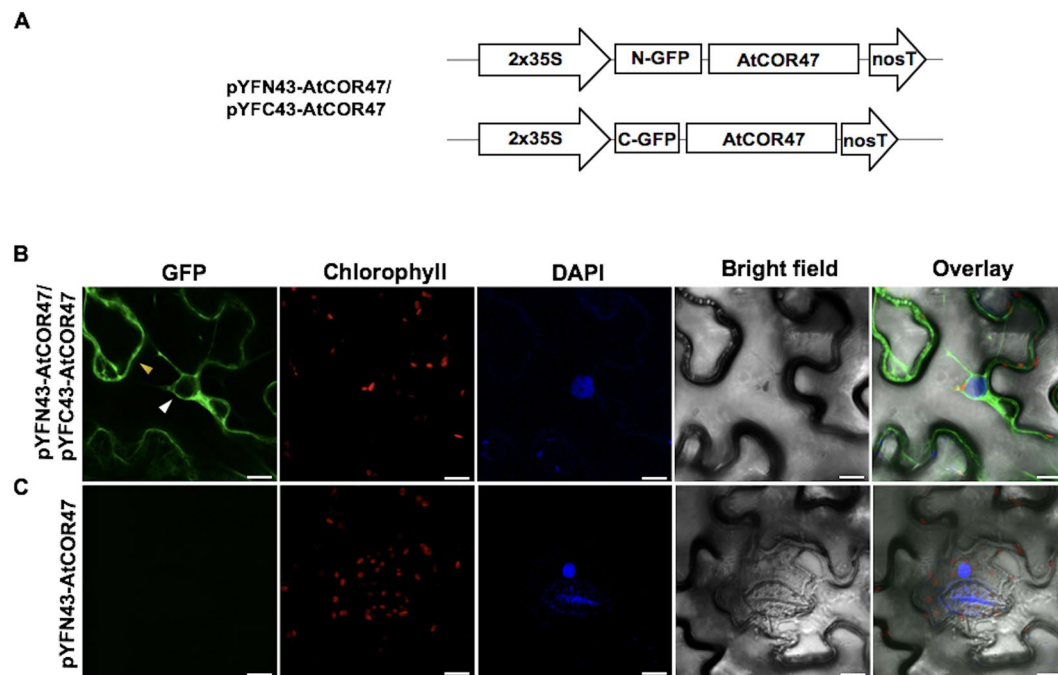 A
pYFN43-AtCOR47/
pYFC43-AtCOR47
2x35S N-GFP AtCOR47 nosT
2x35S C-GFP AtCOR47 nosT
B
GFP Chlorophyll DAPI Bright field Overlay
pYFN43-AtCOR47/
pYFC43-AtCOR47
C
pYFN43-AtCOR47